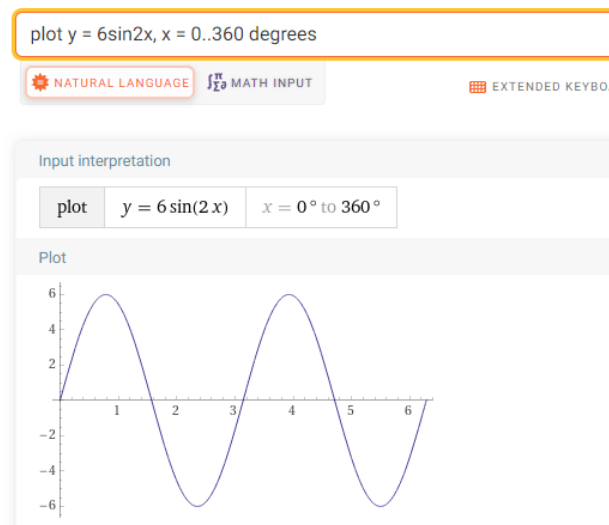 plot y = 6sin2x, x = 0..360 degrees
NATURAL LANGUAGE
∫Σ∂π MATH INPUT
EXTENDED KEYBO
Input interpretation
plot y = 6 sin(2 x) x = 0° to 360°
Plot
6
4
2
1 2 3 4 5 6
−2
−4
−6